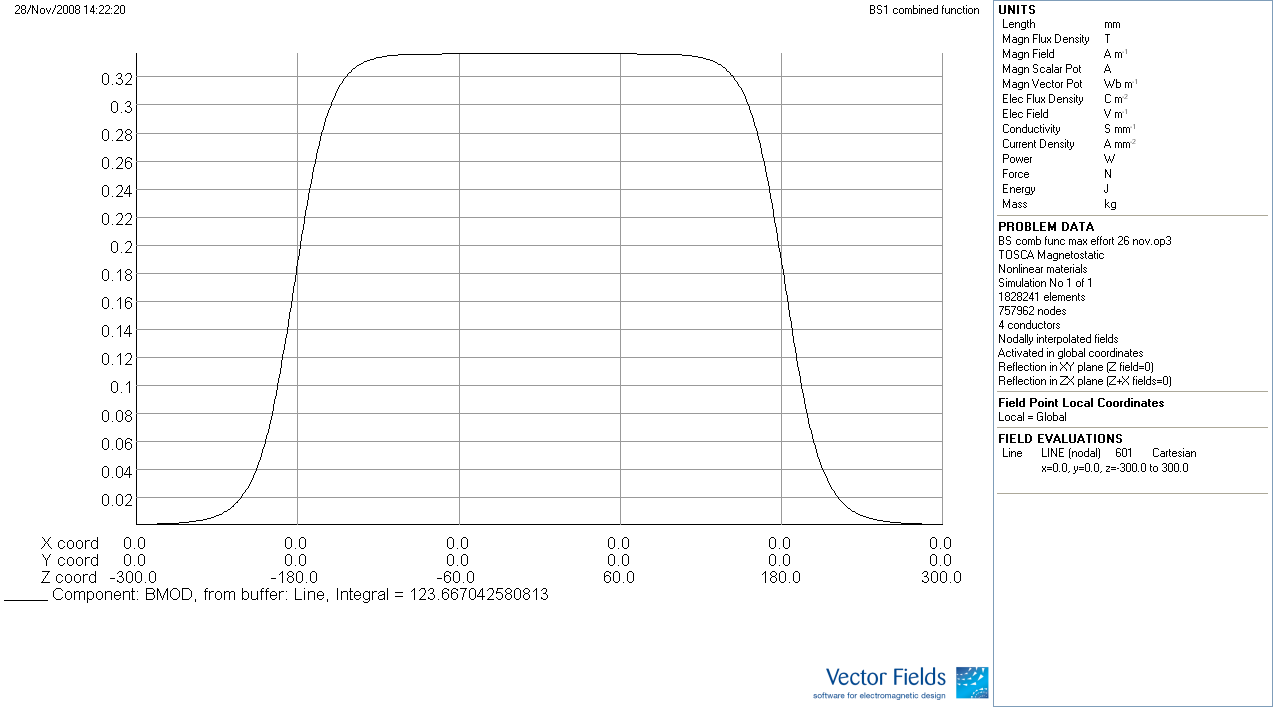 28/Nov/2008 14:22:20
BS1 combined function
0.32
0.3
0.28
0.26
0.24
0.22
0.2
0.18
0.16
0.14
0.12
0.1
0.08
0.06
0.04
0.02
X coord 0.0 0.0 0.0 0.0 0.0 0.0
Y coord 0.0 0.0 0.0 0.0 0.0 0.0
Z coord -300.0 -180.0 -60.0 60.0 180.0 300.0
Component: BMOD, from buffer: Line, Integral = 123.667042580813
Vector Fields
software for electromagnetic design
UNITS
Length mm
Magn Flux Density T
Magn Field A m-1
Magn Scalar Pot A
Magn Vector Pot Wb m-1
Elec Flux Density C m-2
Elec Field V m-1
Conductivity S mm-1
Current Density A mm-2
Power W
Force N
Energy J
Mass kg
PROBLEM DATA
BS comb func max effort 26 nov.op3
TOSCA Magnetostatic
Nonlinear materials
Simulation No 1 of 1
1828241 elements
757962 nodes
4 conductors
Nodally interpolated fields
Activated in global coordinates
Reflection in XY plane (Z field=0)
Reflection in ZX plane (Z+X fields=0)
Field Point Local Coordinates
Local = Global
FIELD EVALUATIONS
Line LINE (nodal) 601 Cartesian
x=0.0, y=0.0, z=-300.0 to 300.0